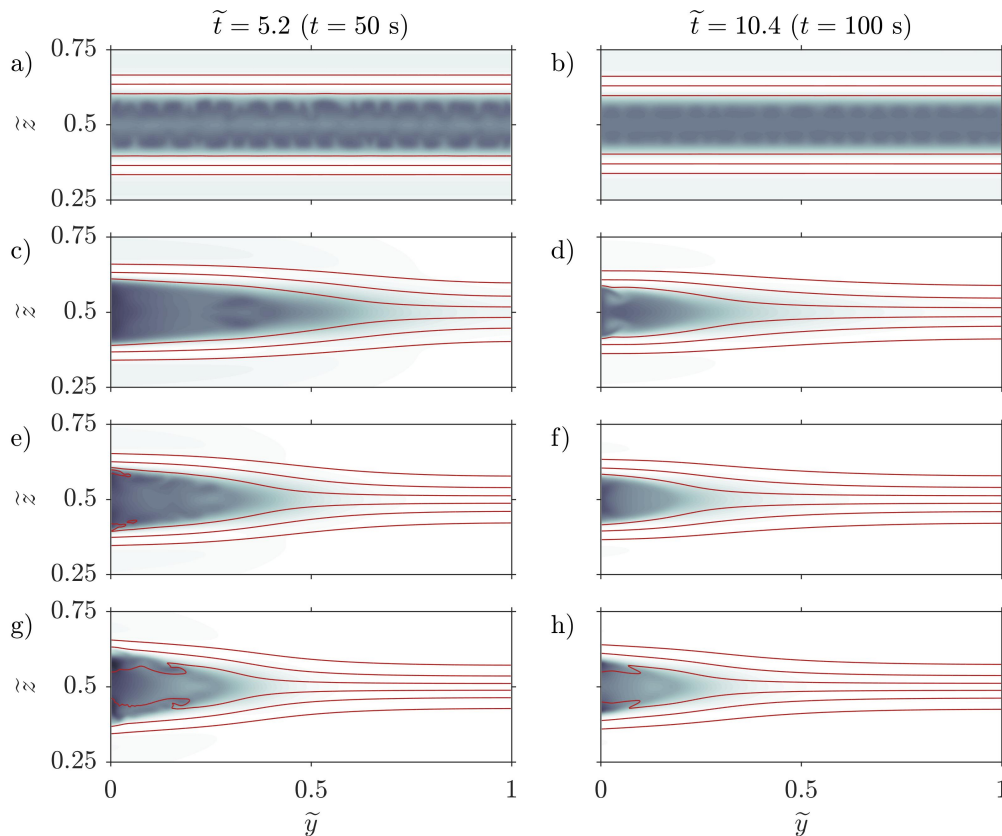 t̃ = 5.2 (t = 50 s)
t̃ = 10.4 (t = 100 s)
a)
0.75
z̃
0.5
0.25
b)
c)
0.75
z̃
0.5
0.25
d)
e)
0.75
z̃
0.5
0.25
f)
g)
0.75
z̃
0.5
0.25
h)
0
0.5
1
0
0.5
1
ỹ
ỹ